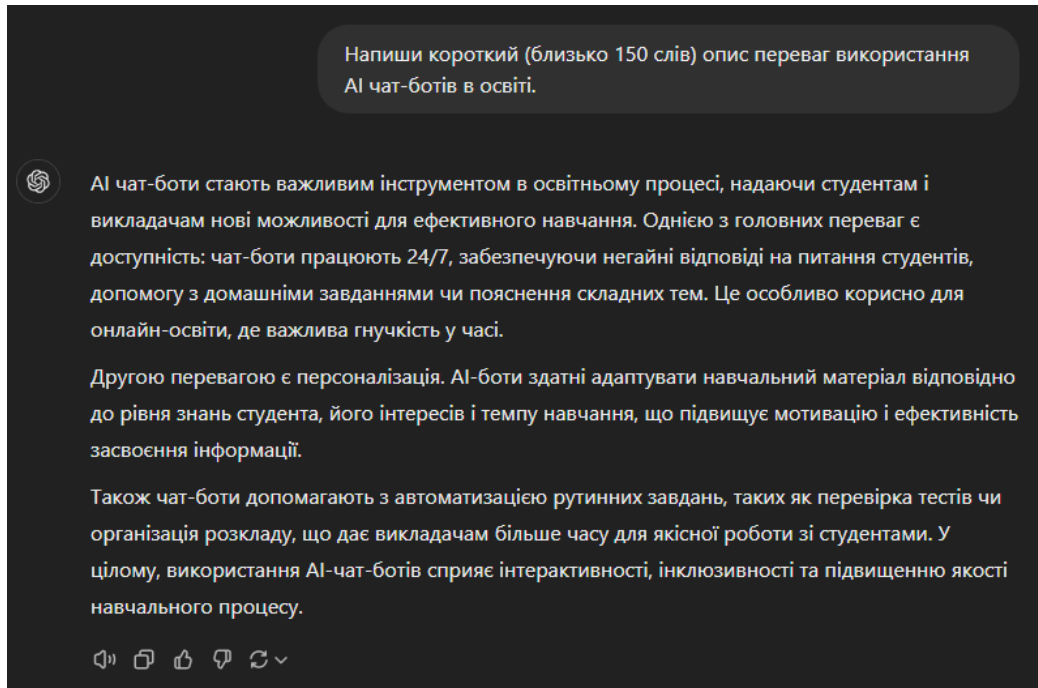 Напиши короткий (близько 150 слів) опис переваг використання
AI чат-ботів в освіті.
AI чат-боти стають важливим інструментом в освітньому процесі, надаючи студентам і
викладачам нові можливості для ефективного навчання. Однією з головних переваг є
доступність: чат-боти працюють 24/7, забезпечуючи негайні відповіді на питання студентів,
допомогу з домашніми завданнями чи пояснення складних тем. Це особливо корисно для
онлайн-освіти, де важлива гнучкість у часі.
Другою перевагою є персоналізація. AI-боти здатні адаптувати навчальний матеріал відповідно
до рівня знань студента, його інтересів і темпу навчання, що підвищує мотивацію і ефективність
засвоєння інформації.
Також чат-боти допомагають з автоматизацією рутинних завдань, таких як перевірка тестів чи
організація розкладу, що дає викладачам більше часу для якісної роботи зі студентами. У
цілому, використання AI-чат-ботів сприяє інтерактивності, інклюзивності та підвищенню якості
навчального процесу.